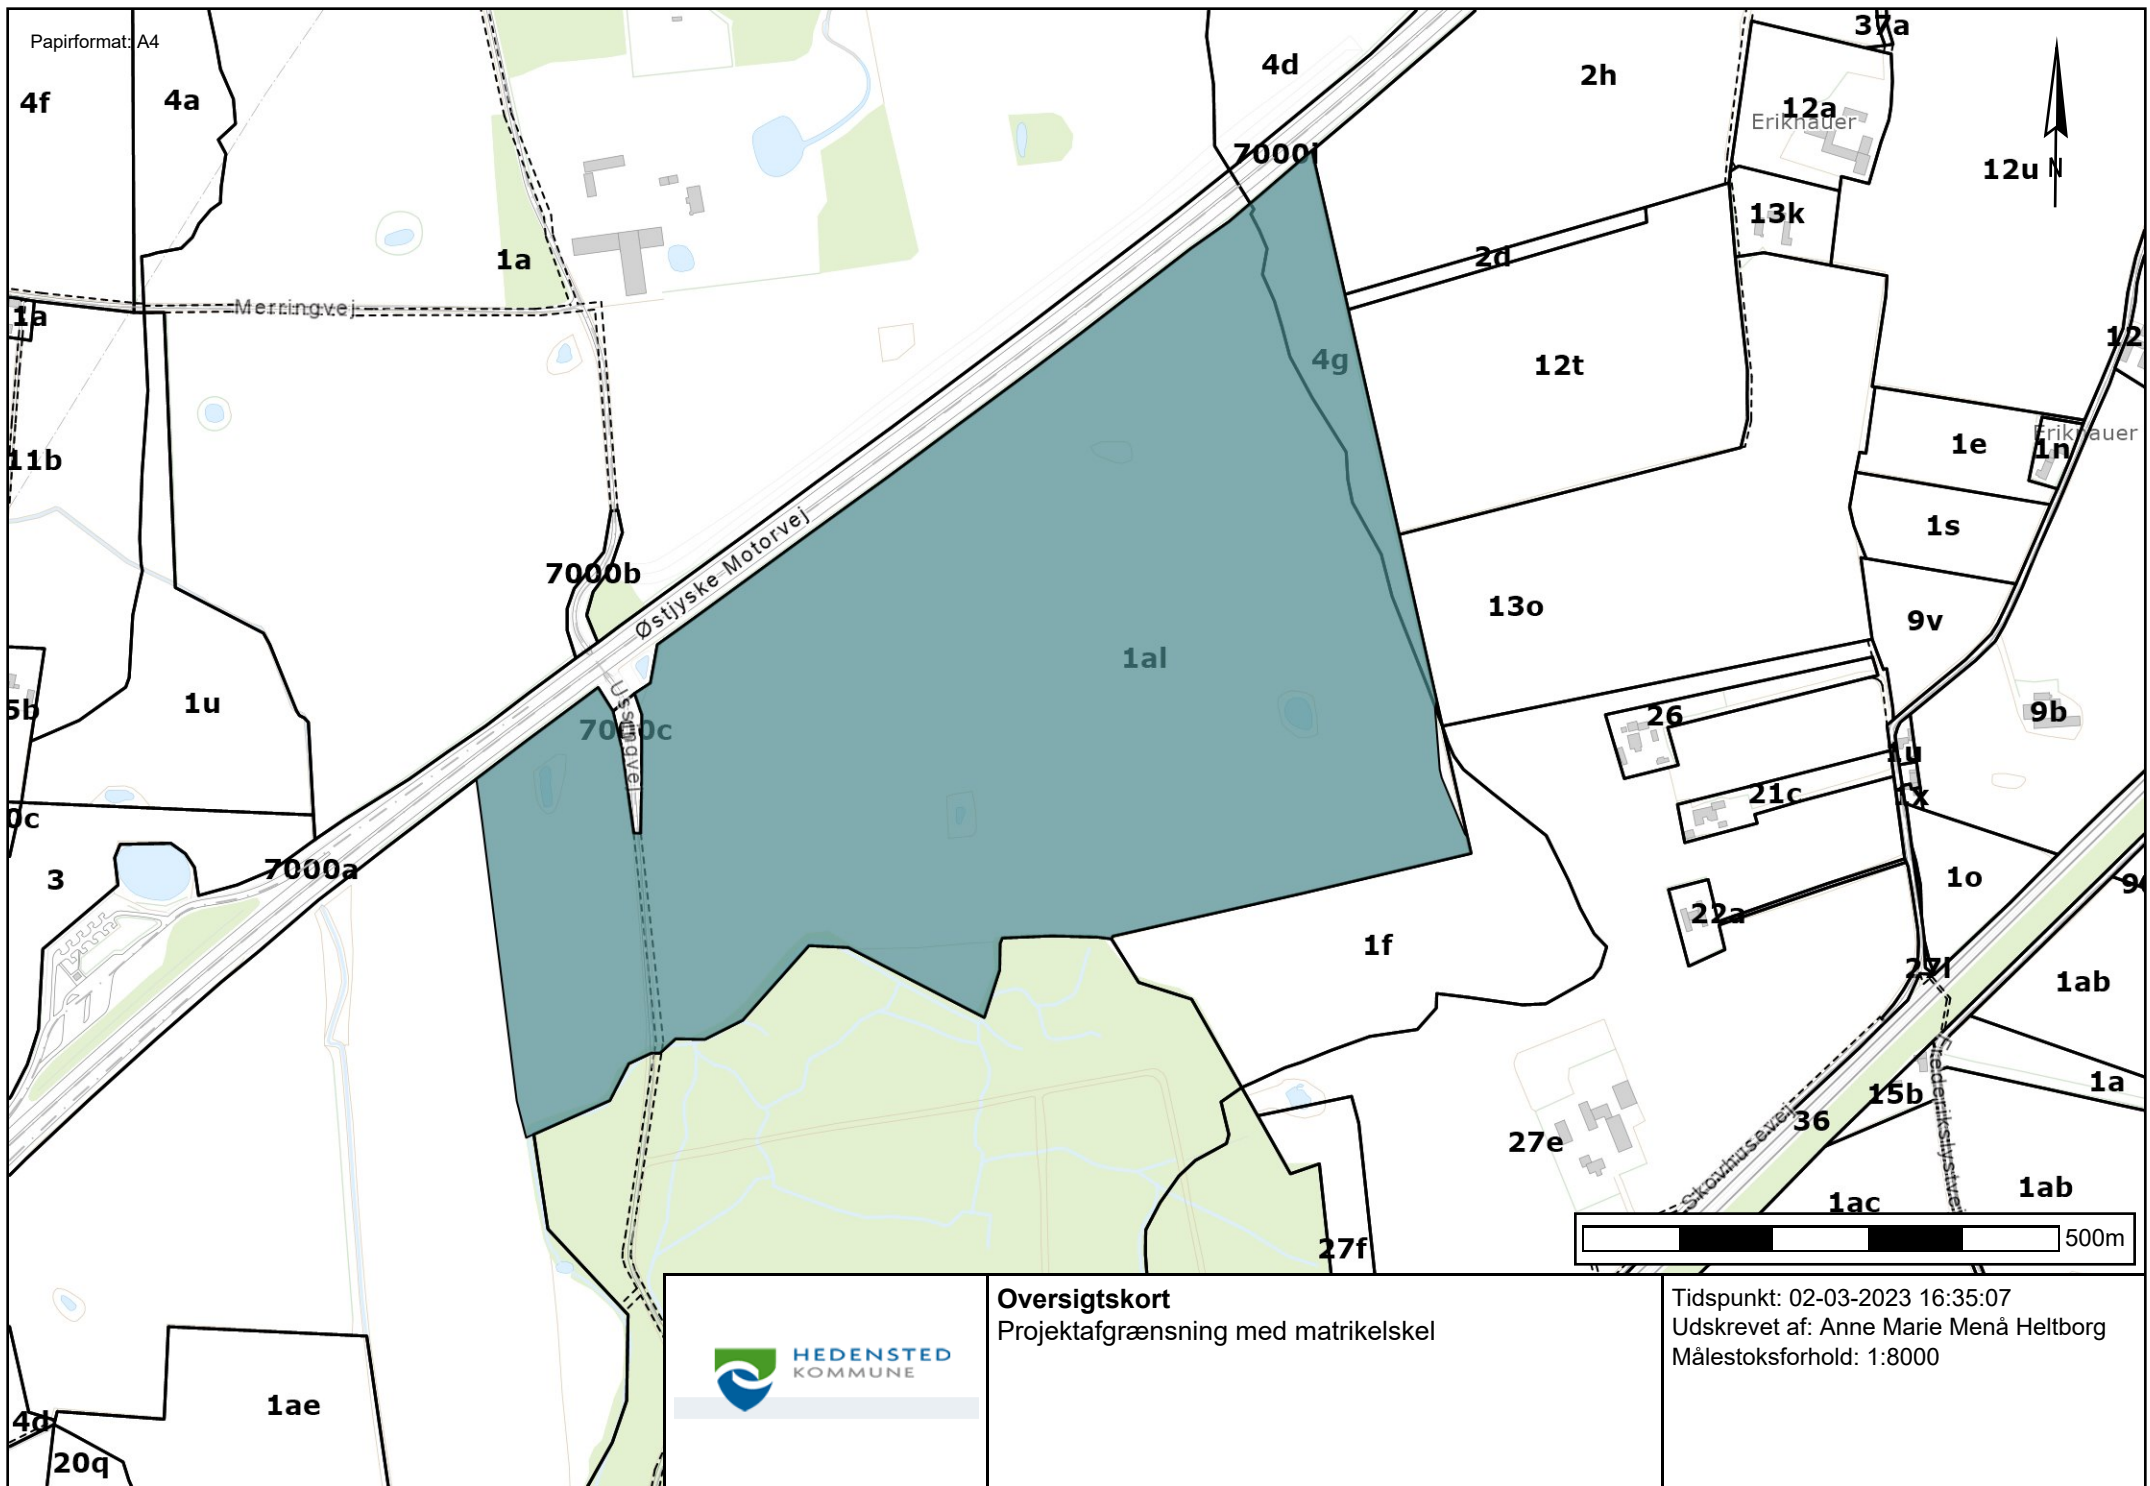 Papirformat: A4
4f
4a
4d
2h
37a
12a
Eriknauer
12u
N
7000i
13k
1a
2d
Merringvej
1a
12
4g
12t
1e
Eriknauer
1n
11b
1s
Østjyske Motorvej
7000b
13o
9v
1al
1u
5b
7000c
Ussingvej
26
9b
1u
21c
1x
0c
3
7000a
22a
1o
9
1f
27l
1ab
Frederikslystvej
1a
15b
36
27e
Skovhusevej
1ab
1ac
27f
500m
1ae
4d
20q
HEDENSTED
KOMMUNE
Oversigtskort
Projektafgrænsning med matrikelskel
Tidspunkt: 02-03-2023 16:35:07
Udskrevet af: Anne Marie Menå Heltborg
Målestoksforhold: 1:8000